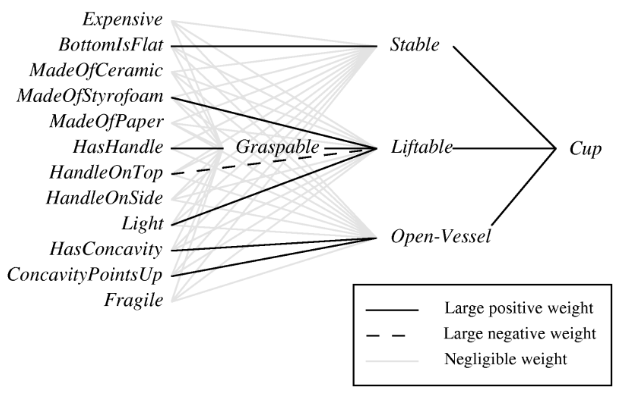 Expensive
BottomIsFlat
Stable
MadeOfCeramic
MadeOfStyrofoam
MadeOfPaper
HasHandle
Graspable
Liftable
Cup
HandleOnTop
HandleOnSide
Light
HasConcavity
Open-Vessel
ConcavityPointsUp
Fragile
Large positive weight
Large negative weight
Negligible weight